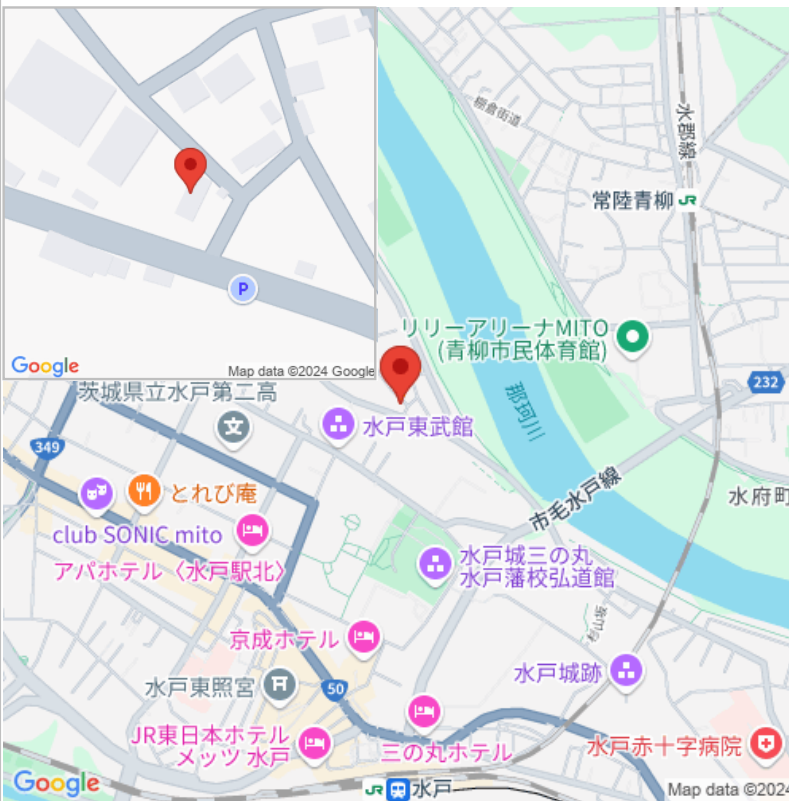 P
Google
Map data ©2024 Google
棚倉街道
水郡線
常陸青柳
JR
リリーアリーナMITO
(青柳市民体育館)
那珂川
232
茨城県立水戸第二高
文
水戸東武館
349
とれび庵
club SONIC mito
アパホテル〈水戸駅北〉
市毛水戸線
水府町
水戸城三の丸
水戸藩校弘道館
杉山坂
京成ホテル
水戸東照宮
50
水戸城跡
JR東日本ホテル
メッツ 水戸
三の丸ホテル
水戸赤十字病院
Google
JR
水戸
Map data ©2024